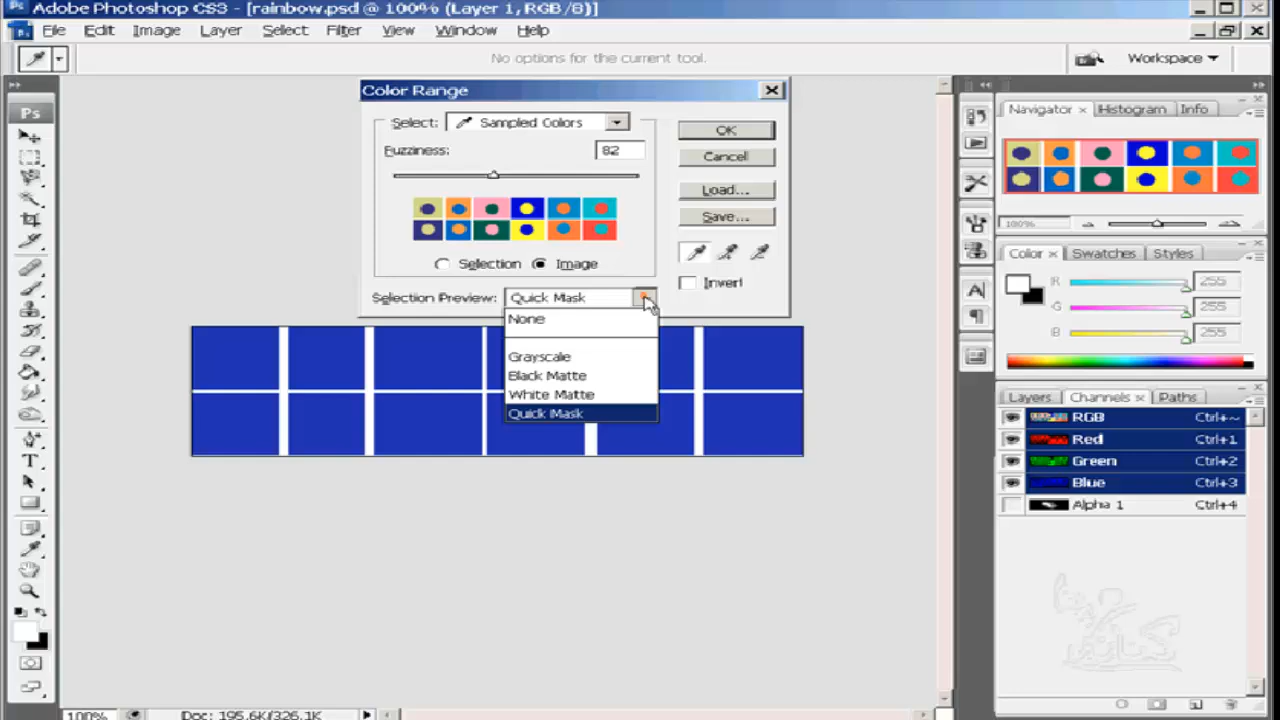 Adobe Photoshop CS3 - [rainbow.psd @ 100% (Layer 1, RGB/8)]
File Edit Image Layer Select Filter View Window Help
No options for the current tool.
Workspace
Color Range
Select: Sampled Colors
Fuzziness: 82
OK
Cancel
Load...
Save...
Selection Image
Invert
Selection Preview: Quick Mask
None
Grayscale
Black Matte
White Matte
Quick Mask
Ps
Navigator × Histogram Info
100%
Color × Swatches Styles
R 255
G 255
B 255
Layers Channels × Paths
RGB Ctrl+~
Red Ctrl+1
Green Ctrl+2
Blue Ctrl+3
Alpha 1 Ctrl+4
100% Doc: 195.6K/326.1K